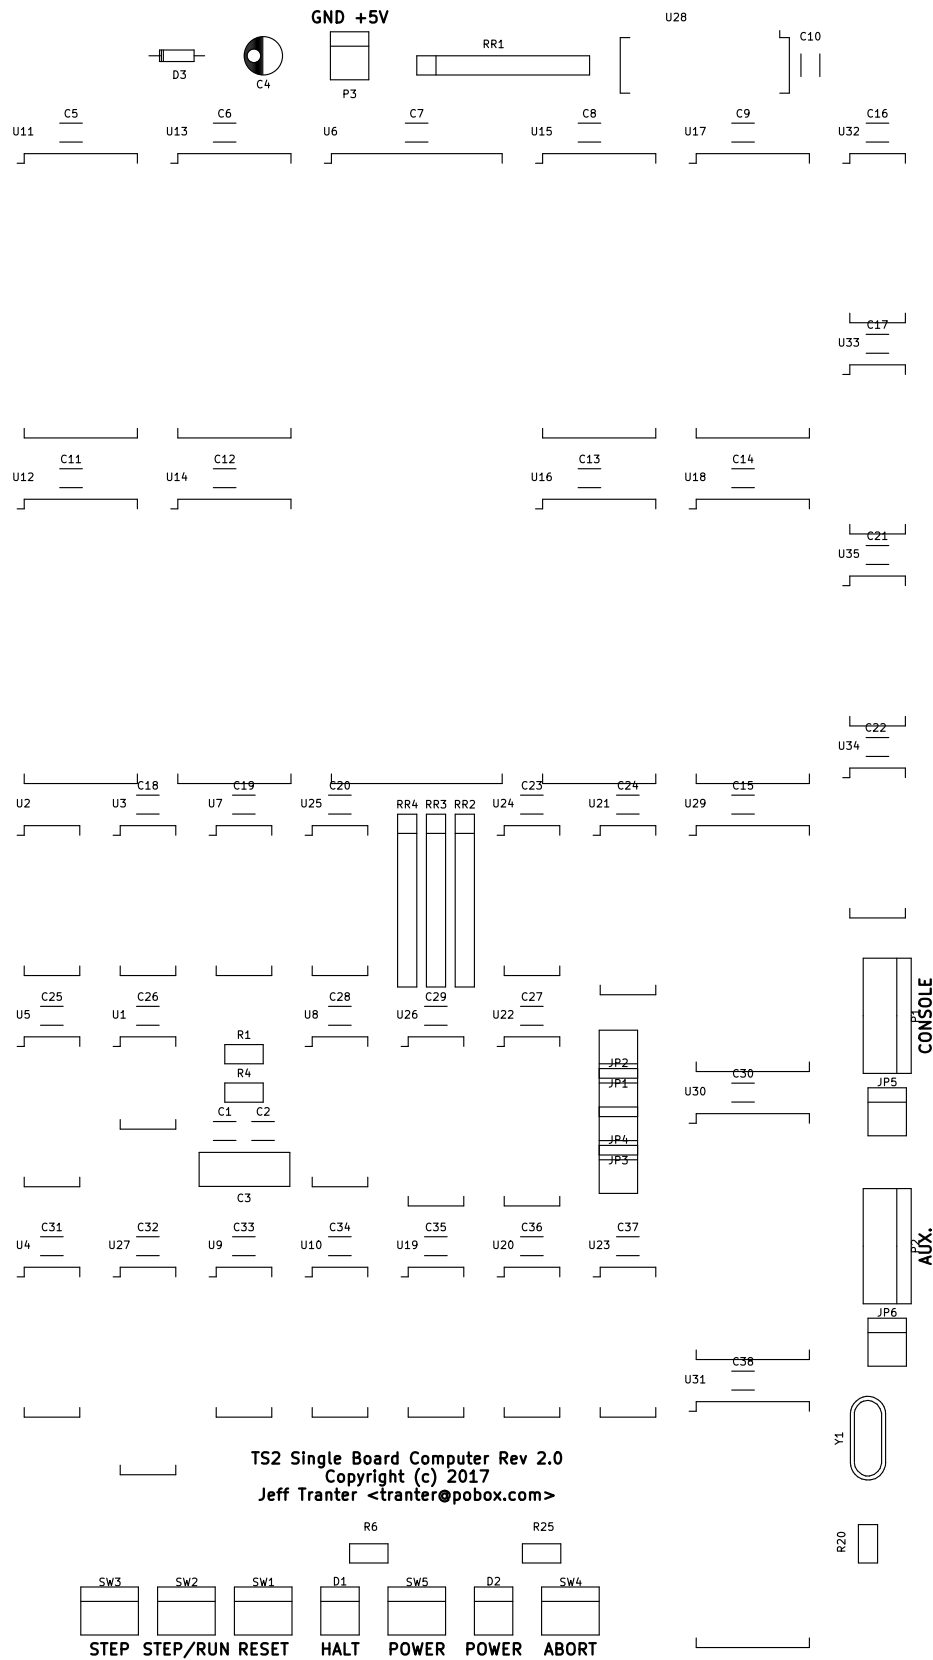 GND +5V
U28
D3
C4
P3
RR1
C10
C5
C6
C7
C8
C9
C16
U11
U13
U6
U15
U17
U32
C17
U33
C11
C12
C13
C14
U12
U14
U16
U18
C21
U35
C22
U34
C18
C19
C20
C23
C24
C15
U2
U3
U7
U25
RR4
RR3
RR2
U24
U21
U29
C25
C26
C28
C29
C27
U5
U1
U8
U26
U22
P1
CONSOLE
R1
JP2
R4
C30
JP1
JP5
U30
C1
C2
JP4
JP3
C3
C31
C32
C33
C34
C35
C36
C37
U4
U27
U9
U10
U19
U20
U23
P2
AUX.
JP6
C38
U31
Y1
TS2 Single Board Computer Rev 2.0
Copyright (c) 2017
Jeff Tranter <tranter@pobox.com>
R6
R25
R20
SW3
SW2
SW1
D1
SW5
D2
SW4
STEP
STEP/RUN
RESET
HALT
POWER
POWER
ABORT